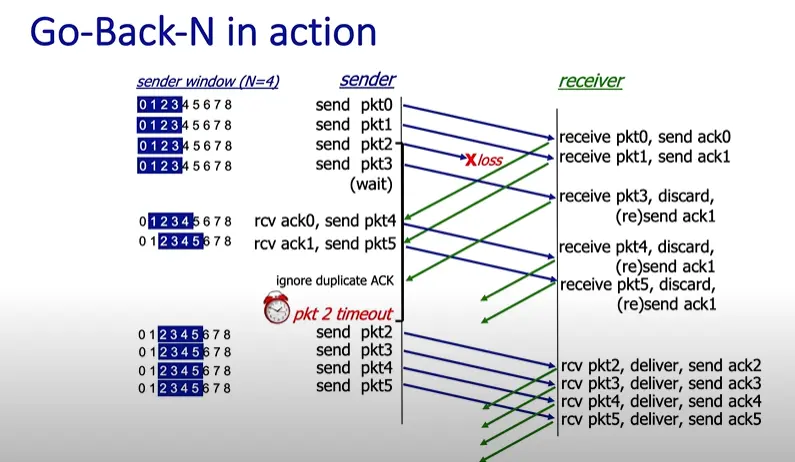 Go-Back-N in action
sender window (N=4)
sender
receiver
0 1 2 3 4 5 6 7 8
send pkt0
0 1 2 3 4 5 6 7 8
send pkt1
0 1 2 3 4 5 6 7 8
send pkt2
0 1 2 3 4 5 6 7 8
send pkt3
(wait)
X loss
receive pkt0, send ack0
receive pkt1, send ack1
receive pkt3, discard,
(re)send ack1
0 1 2 3 4 5 6 7 8
rcv ack0, send pkt4
0 1 2 3 4 5 6 7 8
rcv ack1, send pkt5
receive pkt4, discard,
(re)send ack1
receive pkt5, discard,
(re)send ack1
ignore duplicate ACK
pkt 2 timeout
0 1 2 3 4 5 6 7 8
send pkt2
0 1 2 3 4 5 6 7 8
send pkt3
0 1 2 3 4 5 6 7 8
send pkt4
0 1 2 3 4 5 6 7 8
send pkt5
rcv pkt2, deliver, send ack2
rcv pkt3, deliver, send ack3
rcv pkt4, deliver, send ack4
rcv pkt5, deliver, send ack5